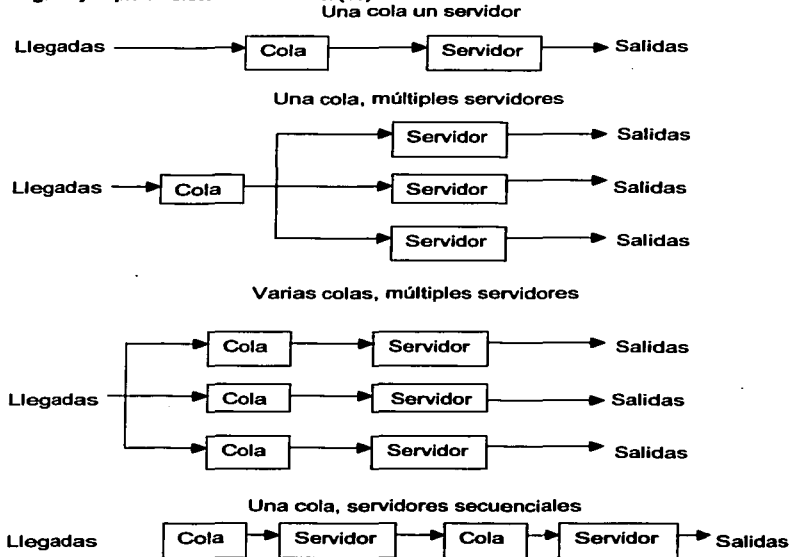 Una cola un servidor
Llegadas Cola Servidor Salidas
Una cola, múltiples servidores
Servidor Salidas
Llegadas Cola Servidor Salidas
Servidor Salidas
Varias colas, múltiples servidores
Cola Servidor Salidas
Llegadas Cola Servidor Salidas
Cola Servidor Salidas
Una cola, servidores secuenciales
Llegadas Cola Servidor Cola Servidor Salidas